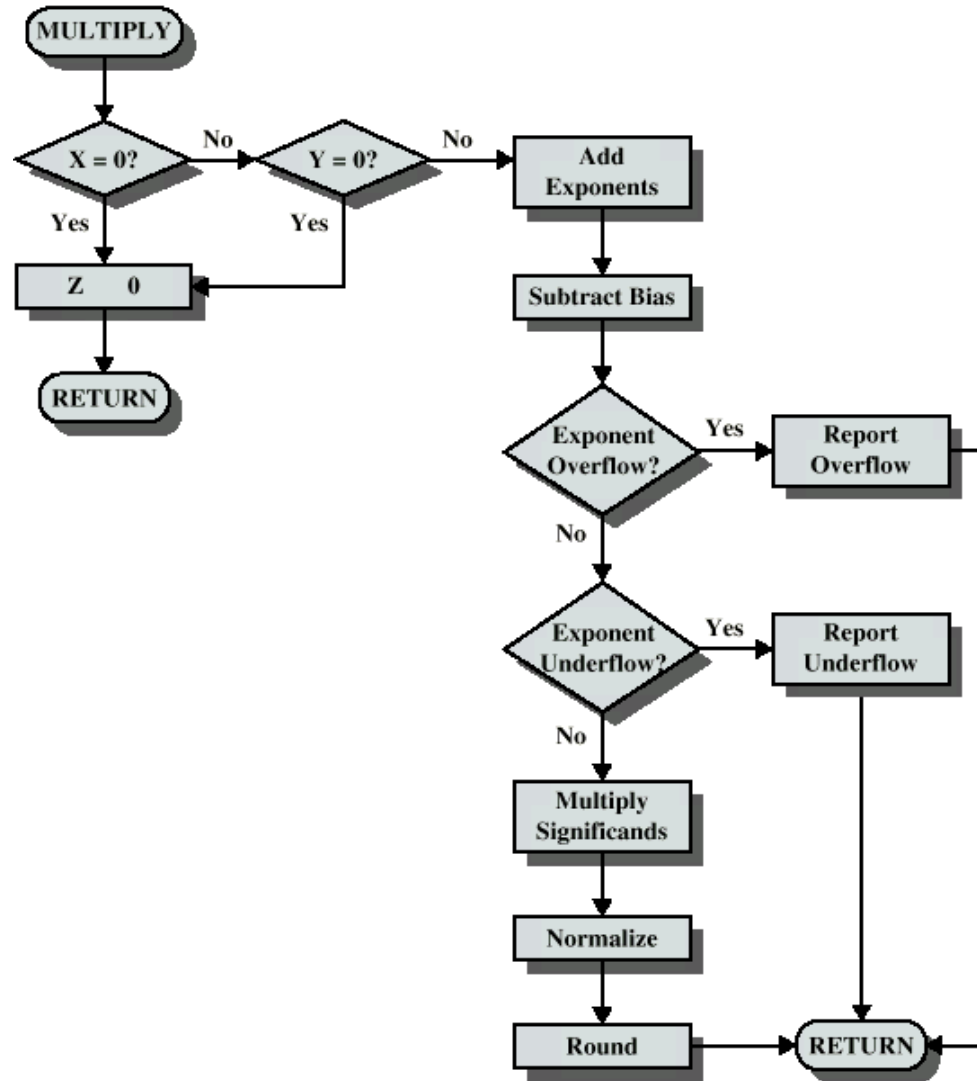 MULTIPLY
X = 0?
No
Y = 0?
No
Add
Exponents
Yes
Yes
Z 0
Subtract Bias
RETURN
Exponent
Overflow?
Yes
Report
Overflow
No
Exponent
Underflow?
Yes
Report
Underflow
No
Multiply
Significands
Normalize
Round
RETURN